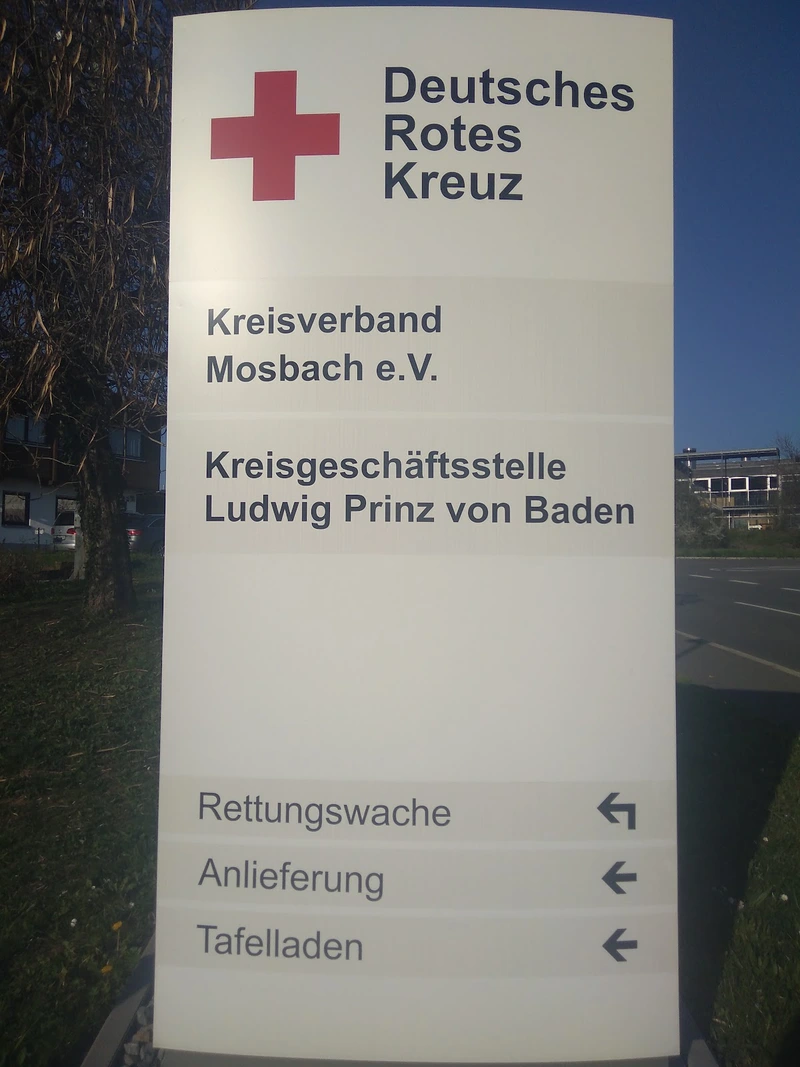 Deutsches
Rotes
Kreuz
Kreisverband
Mosbach e.V.
Kreisgeschäftsstelle
Ludwig Prinz von Baden
Rettungswache
Anlieferung
Tafelladen